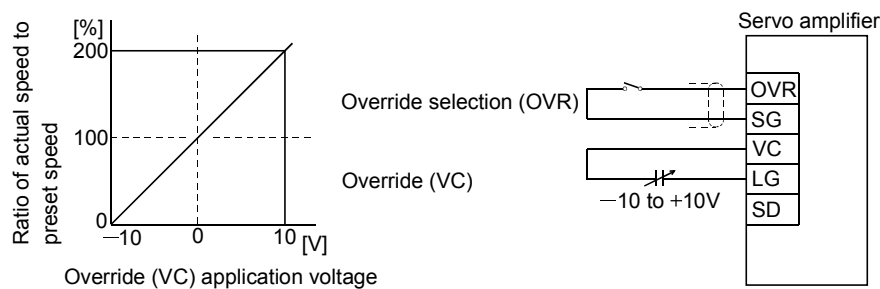 Ratio of actual speed to
preset speed
[%]
200
100
0
—10
0
10
[V]
Override (VC) application voltage
Servo amplifier
Override selection (OVR)
OVR
SG
Override (VC)
VC
LG
—10 to +10V
SD